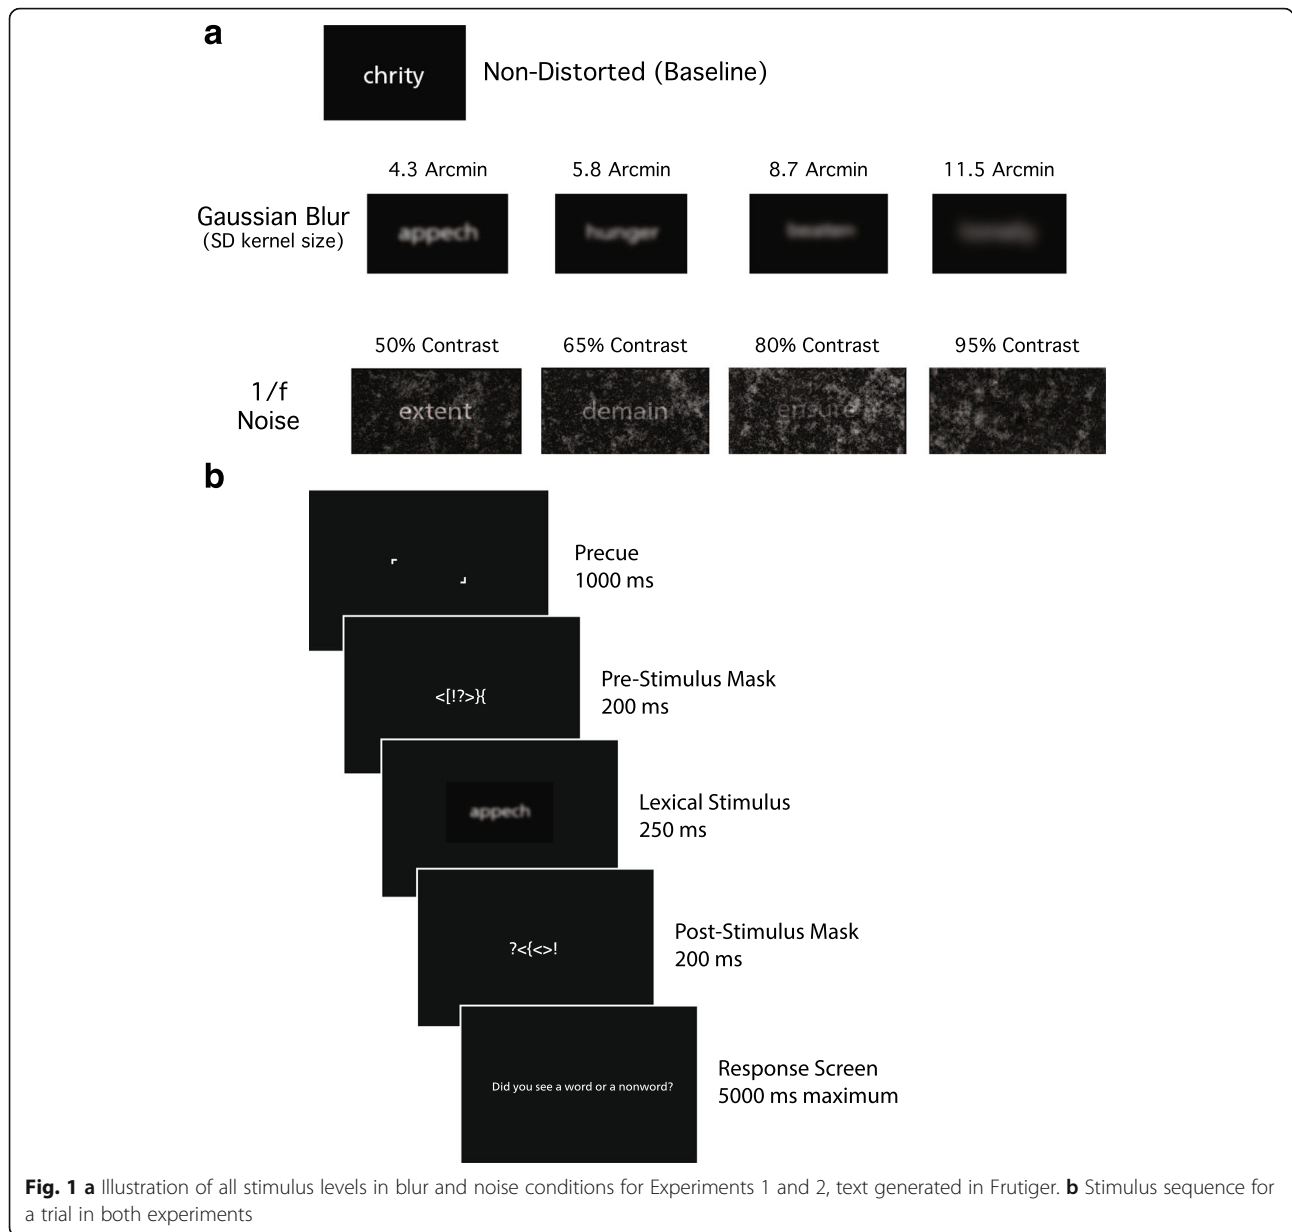 a
chrity
Non-Distorted (Baseline)
4.3 Arcmin
5.8 Arcmin
8.7 Arcmin
11.5 Arcmin
Gaussian Blur
(SD kernel size)
appech
hunger
beaten
50% Contrast
65% Contrast
80% Contrast
95% Contrast
1/f
Noise
extent
demain
ensure
b
Precue
1000 ms
<[!?>}{
Pre-Stimulus Mask
200 ms
appech
Lexical Stimulus
250 ms
?<{<>!
Post-Stimulus Mask
200 ms
Did you see a word or a nonword?
Response Screen
5000 ms maximum
Fig. 1 a Illustration of all stimulus levels in blur and noise conditions for Experiments 1 and 2, text generated in Frutiger. b Stimulus sequence for
a trial in both experiments